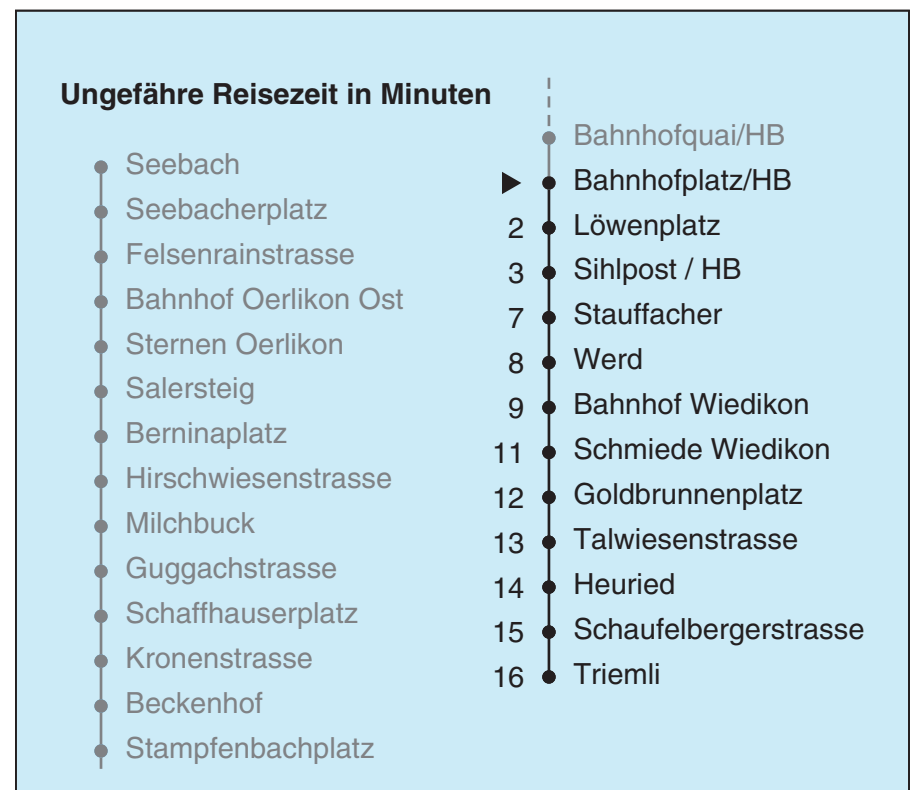 Ungefähre Reisezeit in Minuten
Seebach
Seebacherplatz
Felsenrainstrasse
Bahnhof Oerlikon Ost
Sternen Oerlikon
Salersteig
Berninaplatz
Hirschwiesenstrasse
Milchbuck
Guggachstrasse
Schaffhauserplatz
Kronenstrasse
Beckenhof
Stampfenbachplatz
Bahnhofquai/HB
Bahnhofplatz/HB
2 Löwenplatz
3 Sihlpost / HB
7 Stauffacher
8 Werd
9 Bahnhof Wiedikon
11 Schmiede Wiedikon
12 Goldbrunnenplatz
13 Talwiesenstrasse
14 Heuried
15 Schaufelbergerstrasse
16 Triemli